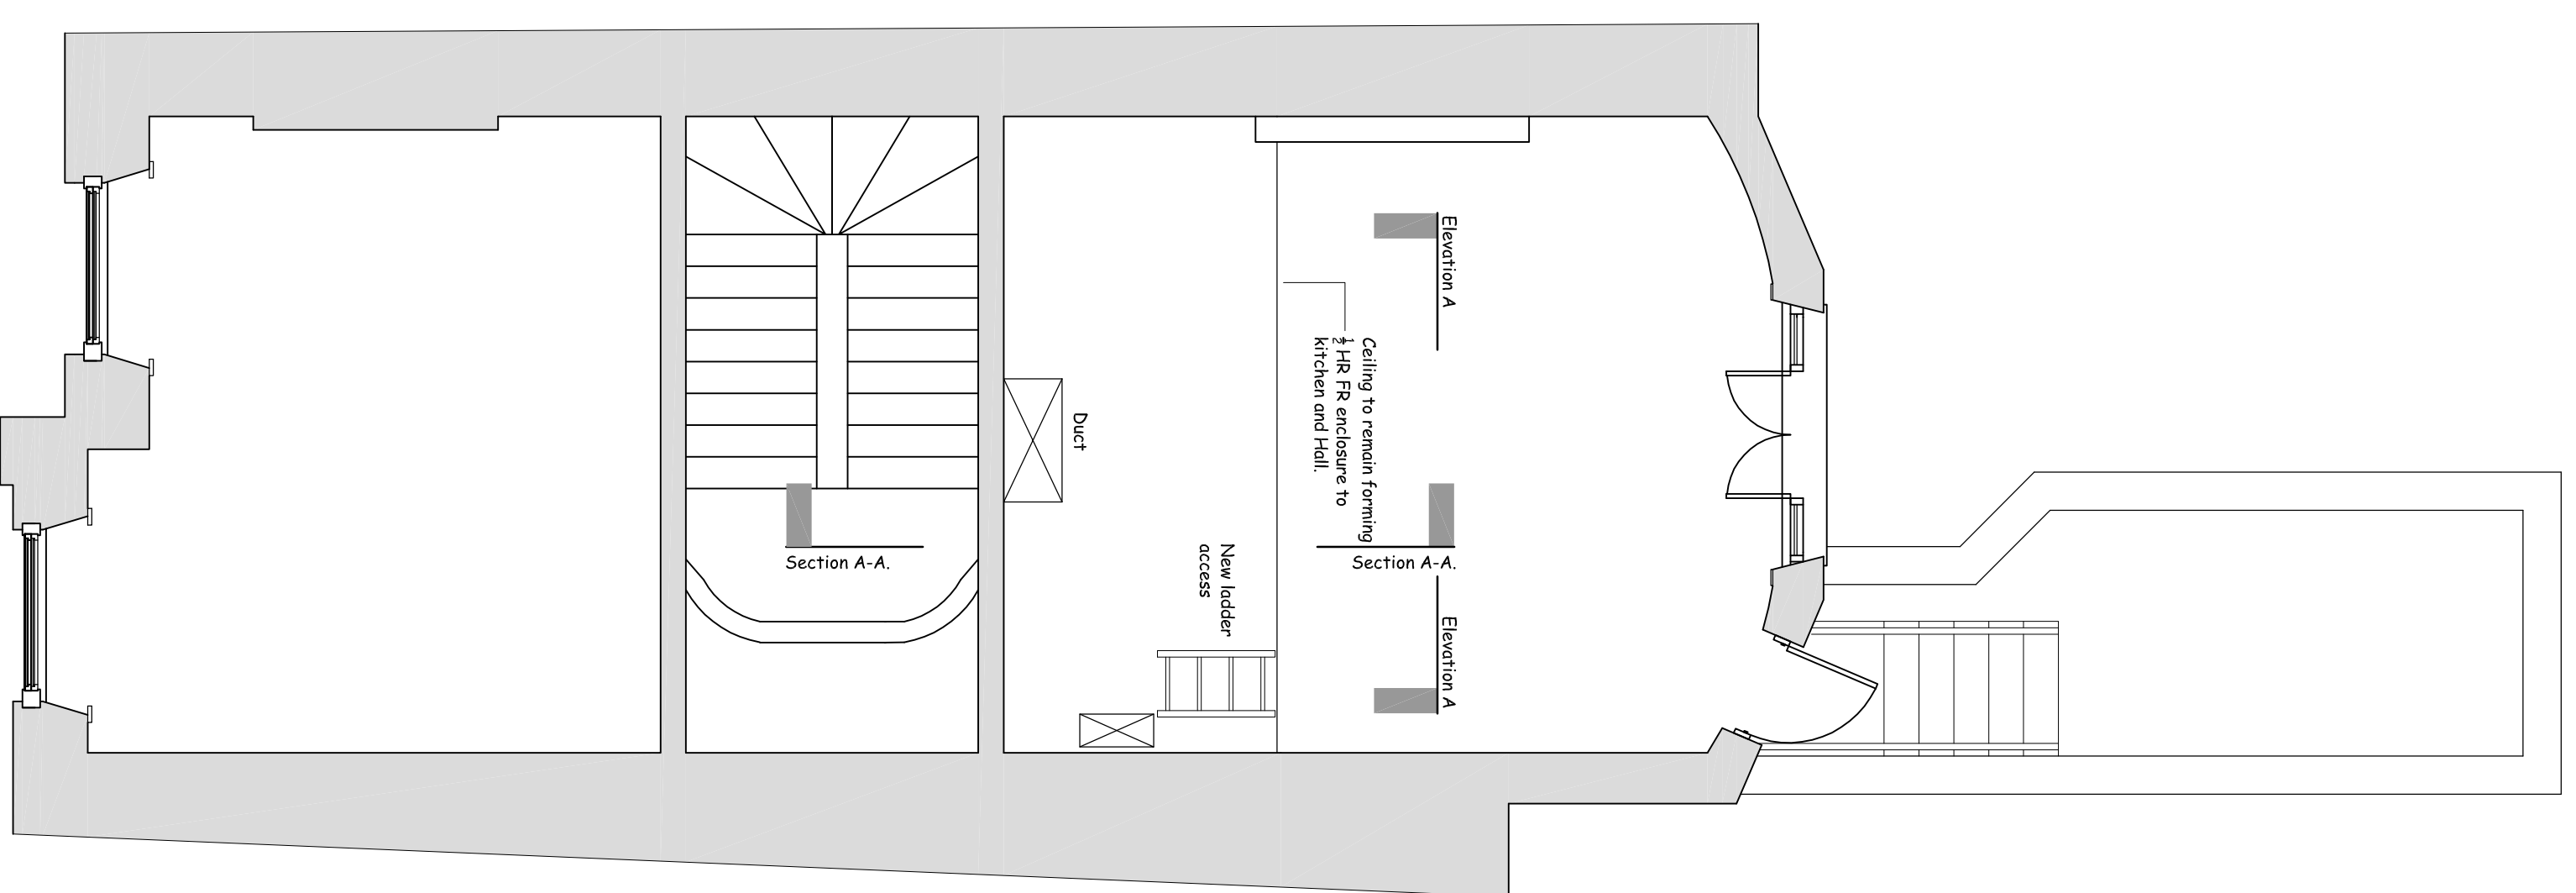 Elevation A
Ceiling to remain forming
½ HR FR enclosure to
kitchen and Hall.
Duct
New ladder
access
Section A-A.
Section A-A.
Elevation A